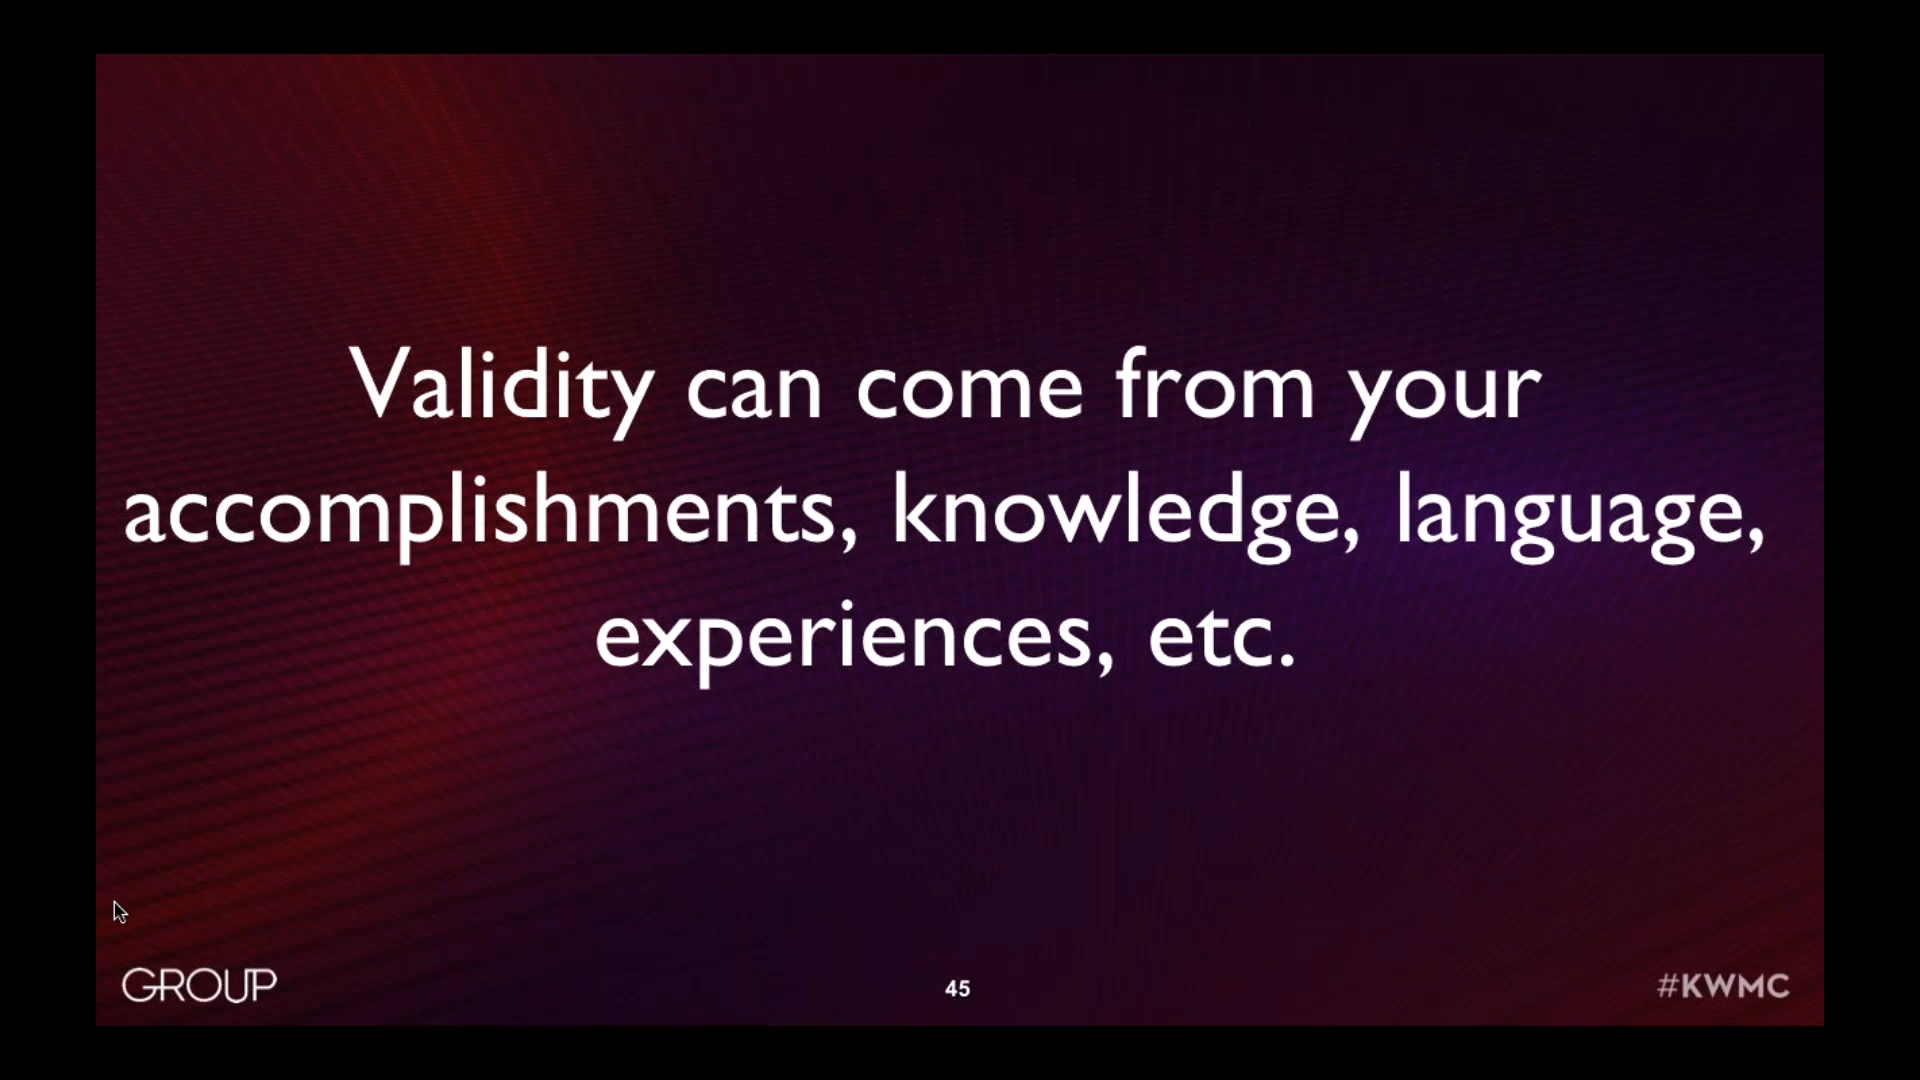 Validity can come from your
accomplishments, knowledge, language,
experiences, etc.
GROUP
45
#KWMC